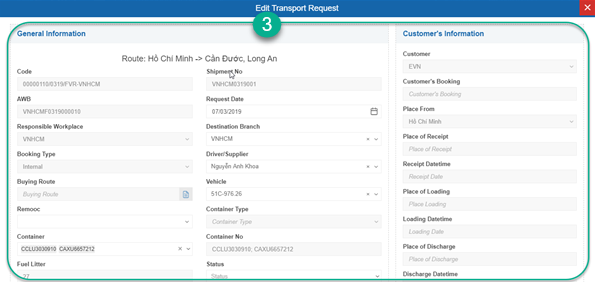 Edit Transport Request
3
General Information
Route: Hồ Chí Minh -> Cần Đước, Long An
Code
00000110/0319/FVR-VNHCM
Shipment No
VNHCM0319001
AWB
VNHCMF0319000010
Request Date
07/03/2019
Responsible Workplace
VNHCM
Destination Branch
VNHCM
Booking Type
Internal
Driver/Supplier
Nguyễn Anh Khoa
Buying Route
Buying Route
Vehicle
51C-976.26
Remooc
Container Type
Container Type
Container
CCLU3030910 CAXU6657212
Container No
CCLU3030910; CAXU6657212
Fuel Litter
22
Status
Status
Customer's Information
Customer
EVN
Customer's Booking
Customer's Booking
Place From
Hồ Chí Minh
Place of Receipt
Place of Receipt
Receipt Datetime
Receipt Date
Place of Loading
Place Loading
Loading Datetime
Loading Date
Place of Discharge
Place of Discharge
Discharge Datetime